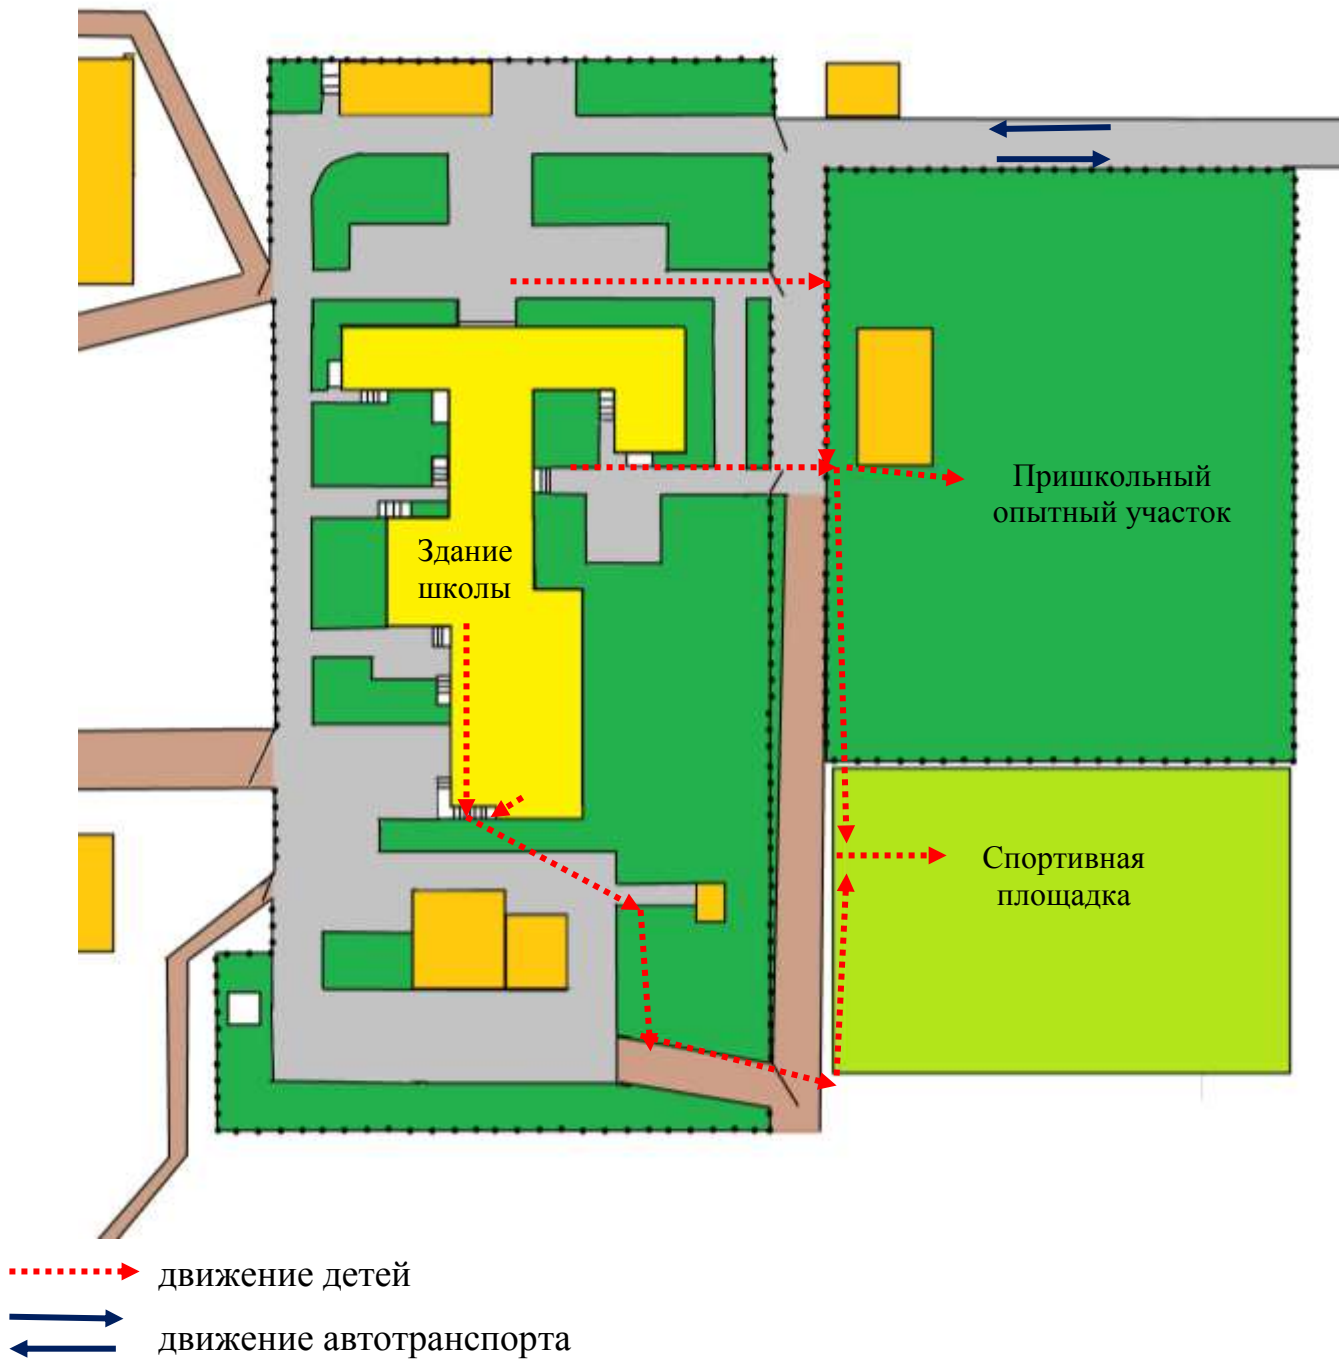 Пришкольный
опытный участок
Здание
школы
Спортивная
площадка
движение детей
движение автотранспорта